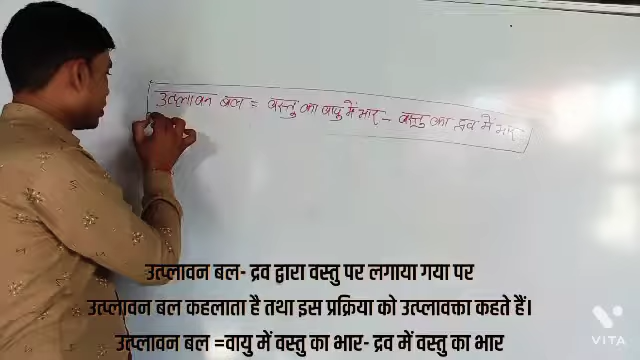 उत्प्लावन बल = वस्तु का वायु में भार - वस्तु का द्रव में भार
उत्प्लावन बल- द्रव द्वारा वस्तु पर लगाया गया पर
उत्प्लावन बल कहलाता है तथा इस प्रक्रिया को उत्प्लावक्ता कहते हैं।
उत्प्लावन बल =वायु में वस्तु का भार- द्रव में वस्तु का भार
VITA